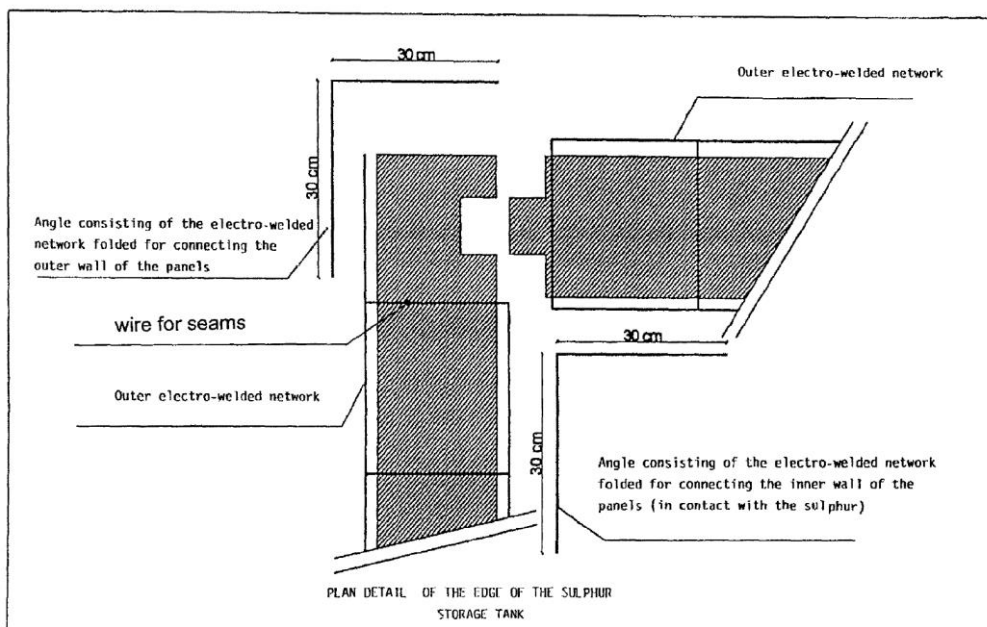 30 cm
Outer electro-welded network
30 cm
Angle consisting of the electro-welded
network folded for connecting the
outer wall of the panels
wire for seams
30 cm
Outer electro-welded network
30 cm
Angle consisting of the electro-welded network
folded for connecting the inner wall of the
panels (in contact with the sulphur)
PLAN DETAIL OF THE EDGE OF THE SULPHUR
STORAGE TANK